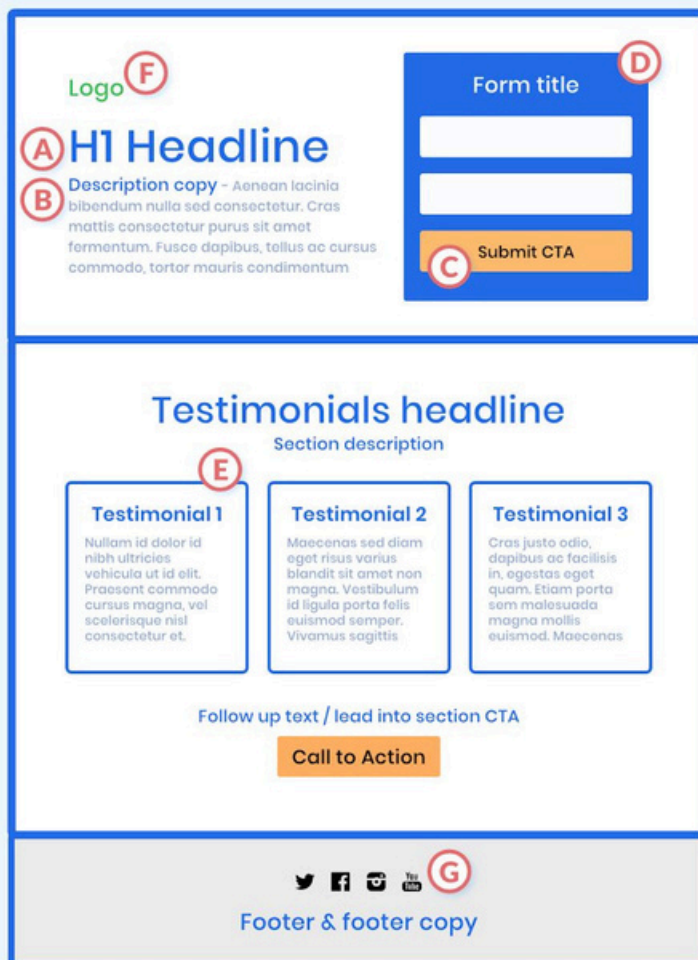 Logo F
D
Form title
A H1 Headline
B Description copy - Aenean lacinia
bibendum nulla sed consectetur. Cras
mattis consectetur purus sit amet
fermentum. Fusce dapibus, tellus ac cursus
commodo, tortor mauris condimentum
Submit CTA
C
Testimonials headline
Section description
E
Testimonial 1
Nullam id dolor id
nibh ultricies
vehicula ut id elit.
Praesent commodo
cursus magna, vel
scelerisque nisl
consectetur et.
Testimonial 2
Maecenas sed diam
eget risus varius
blandit sit amet non
magna. Vestibulum
id ligula porta felis
euismod semper.
Vivamus sagittis
Testimonial 3
Cras justo odio,
dapibus ac facilisis
in, egestas eget
quam. Etiam porta
sem malesuada
magna mollis
euismod. Maecenas
Follow up text / lead into section CTA
Call to Action
You
Tube
G
Footer & footer copy